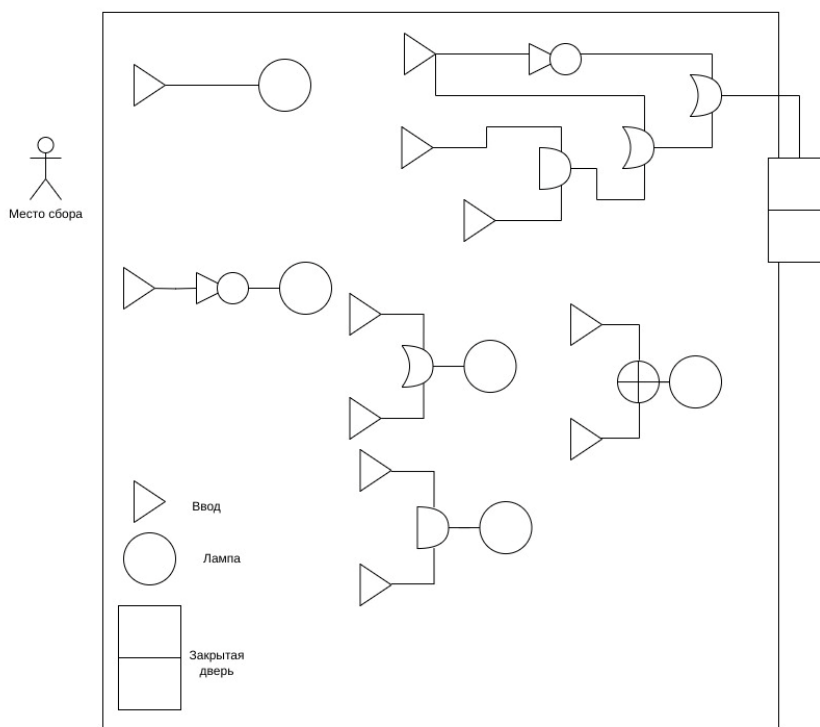 Место сбора
Ввод
Лампа
Закрытая
дверь